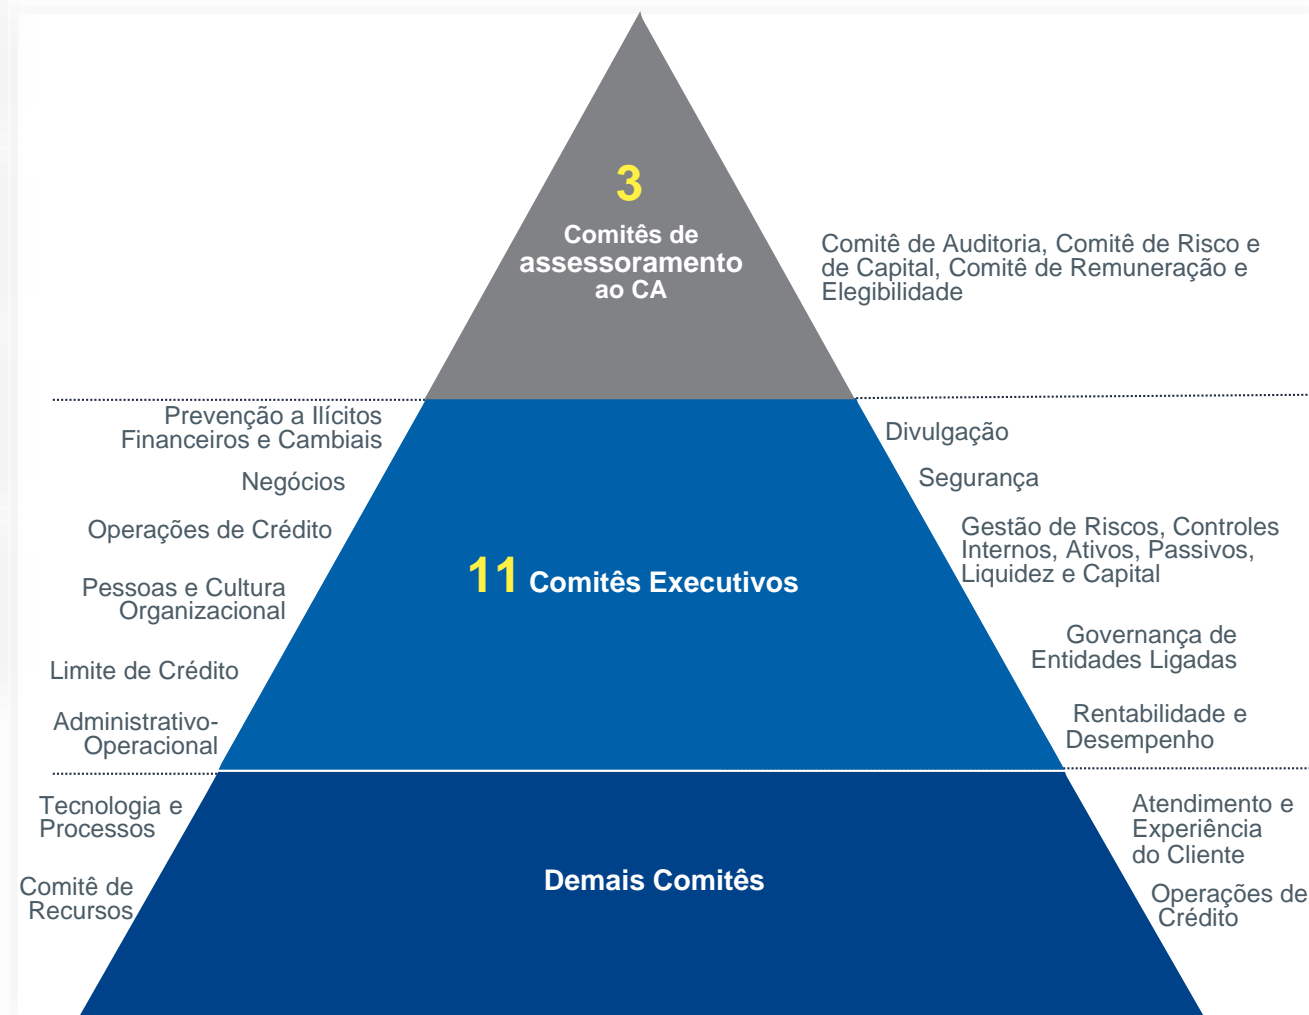 3
Comitês de
assessoramento
ao CA
Comitê de Auditoria, Comitê de Risco e
de Capital, Comitê de Remuneração e
Elegibilidade
Prevenção a Ilícitos
Financeiros e Cambiais
Negócios
Operações de Crédito
Pessoas e Cultura
Organizacional
Limite de Crédito
Administrativo-
Operacional
11 Comitês Executivos
Divulgação
Segurança
Gestão de Riscos, Controles
Internos, Ativos, Passivos,
Liquidez e Capital
Governança de
Entidades Ligadas
Rentabilidade e
Desempenho
Tecnologia e
Processos
Comitê de
Recursos
Demais Comitês
Atendimento e
Experiência
do Cliente
Operações de
Crédito